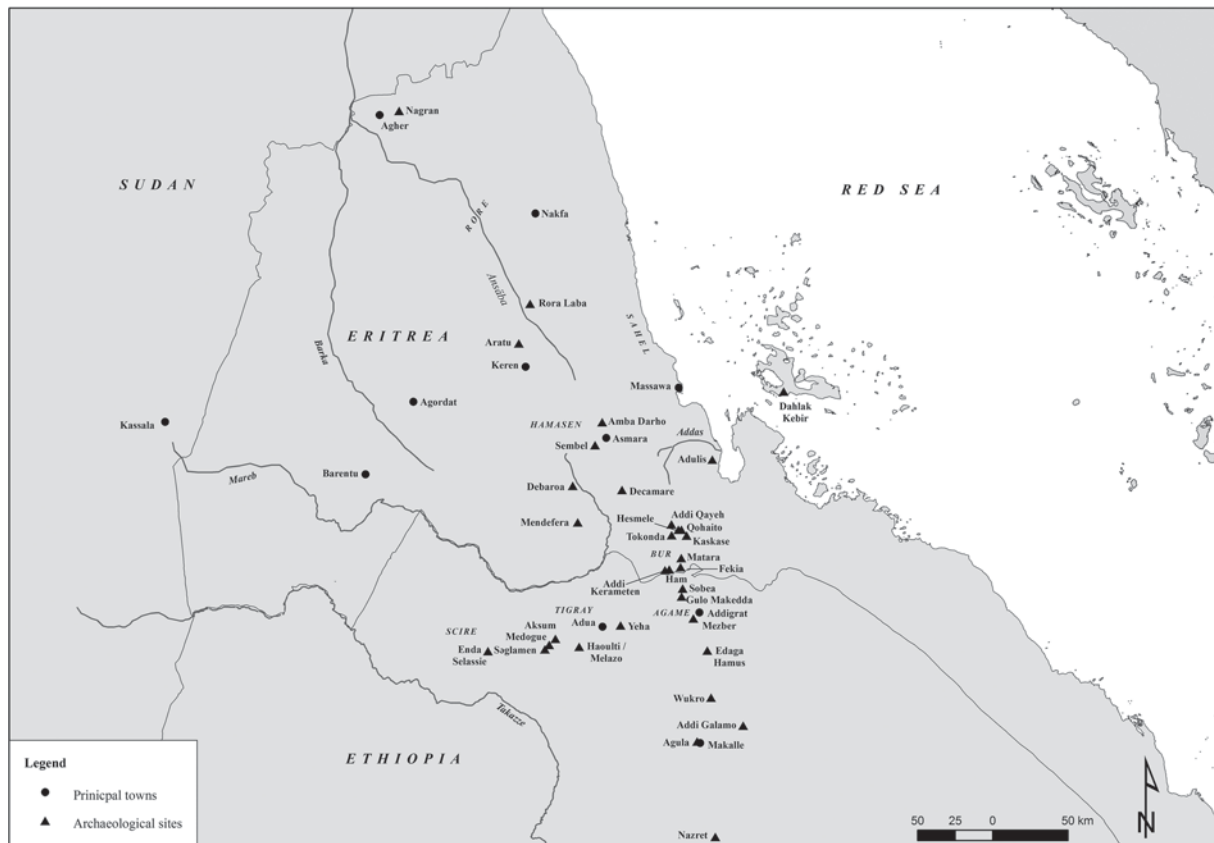 Nagran
Agher
SUDAN
RED SEA
RORE
Nakfa
Ansäba
Rora Laba
SAHEL
ERITREA
Aratu
Barka
Keren
Massawa
Agordat
Dahlak
Kebir
Kassala
HAMASEN
Amba Darho
Asmara
Addas
Sembel
Adulis
Mareb
Barentu
Debaroa
Decamare
Mendefera
Hesmele
Addi Qayeh
Qohaito
Tokonda
Kaskase
BUR
Matara
Fekia
Addi
Kerameten
Ham
Sobea
Gulo Makedda
TIGRAY
AGAME
Addigrat
Adua
Yeha
Mezber
SCIRE
Aksum
Medogue
Enda
Selassie
Səglamen
Haoulti /
Melazo
Edaga
Hamus
Takazze
Wukro
Addi Galamo
Agula
Makalle
ETHIOPIA
Nazret
Legend
Prinicpal towns
Archaeological sites
50 25 0 50 km
N